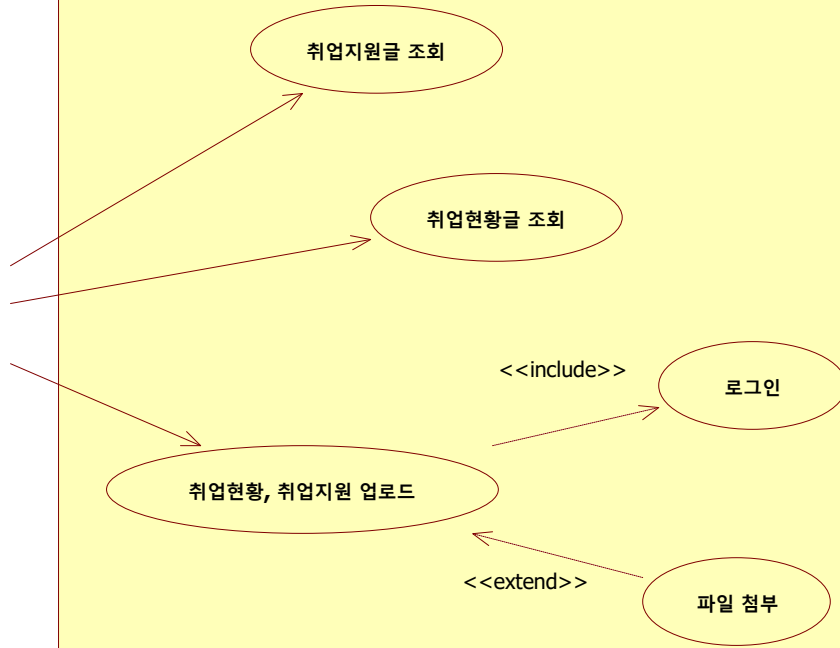 취업지원글 조회
취업현황글 조회
<<include>>
로그인
취업현황, 취업지원 업로드
<<extend>>
파일 첨부